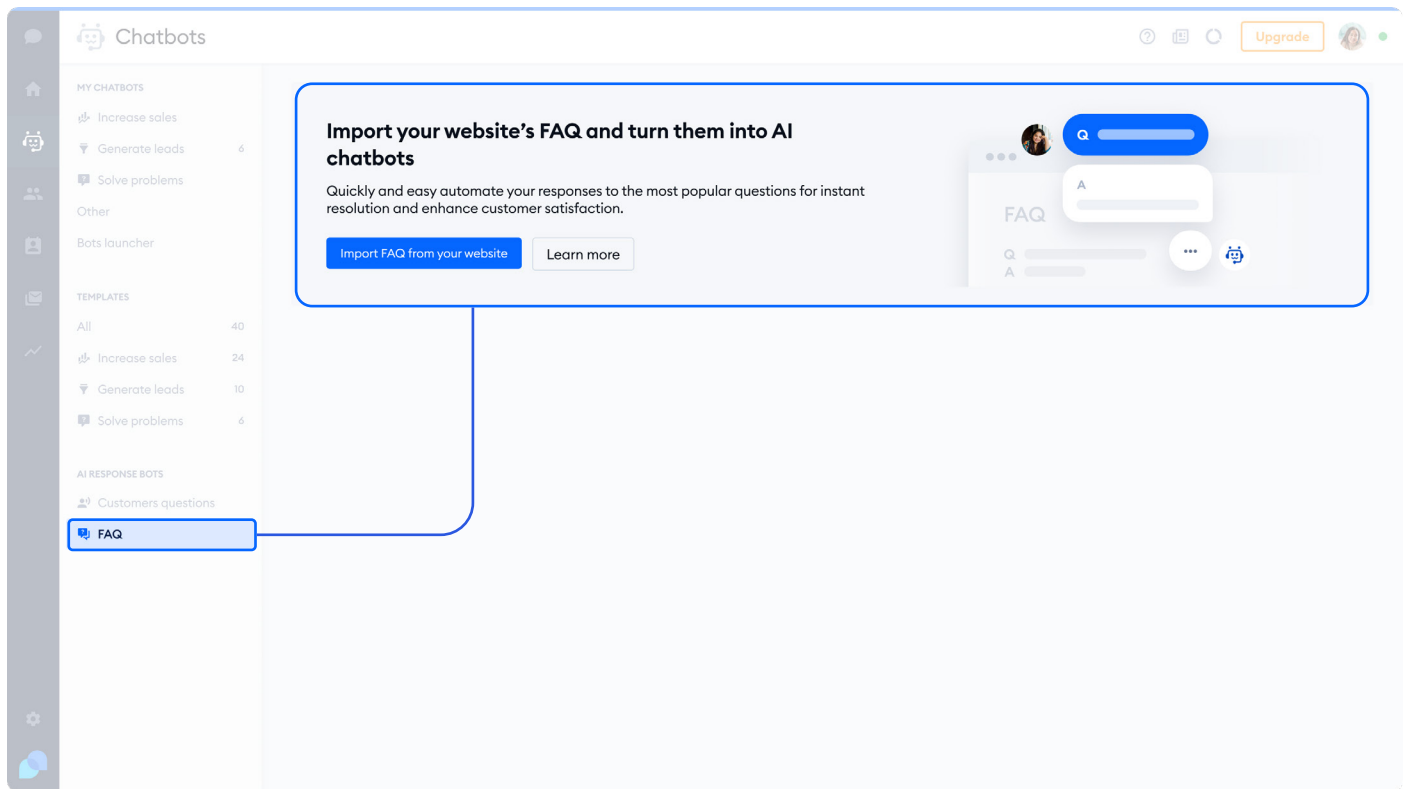 Chatbots
Upgrade
MY CHATBOTS
Increase sales
Generate leads 6
Solve problems
Other
Bots launcher
TEMPLATES
All 40
Increase sales 24
Generate leads 10
Solve problems 6
AI RESPONSE BOTS
Customers questions
FAQ
Import your website's FAQ and turn them into AI
chatbots
Quickly and easy automate your responses to the most popular questions for instant
resolution and enhance customer satisfaction.
Import FAQ from your website
Learn more
Q
A
FAQ
Q
A